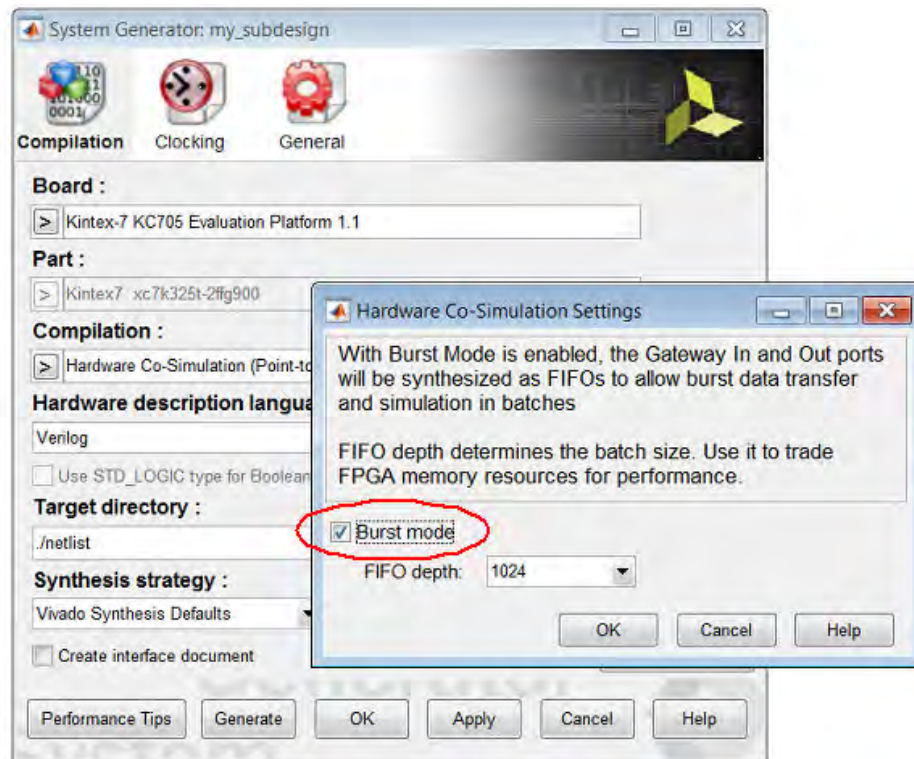 System Generator: my_subdesign
Compilation
Clocking
General
Board :
> Kintex-7 KC705 Evaluation Platform 1.1
Part :
> Kintex7 xc7k325t-2ffg900
Compilation :
> Hardware Co-Simulation (Point-to
Hardware description langua
Verilog
Use STD_LOGIC type for Boolean
Target directory :
./netlist
Synthesis strategy :
Vivado Synthesis Defaults
Create interface document
Performance Tips
Generate
OK
Apply
Cancel
Help
Hardware Co-Simulation Settings
With Burst Mode is enabled, the Gateway In and Out ports
will be synthesized as FIFOs to allow burst data transfer
and simulation in batches
FIFO depth determines the batch size. Use it to trade
FPGA memory resources for performance.
Burst mode
FIFO depth: 1024
OK
Cancel
Help